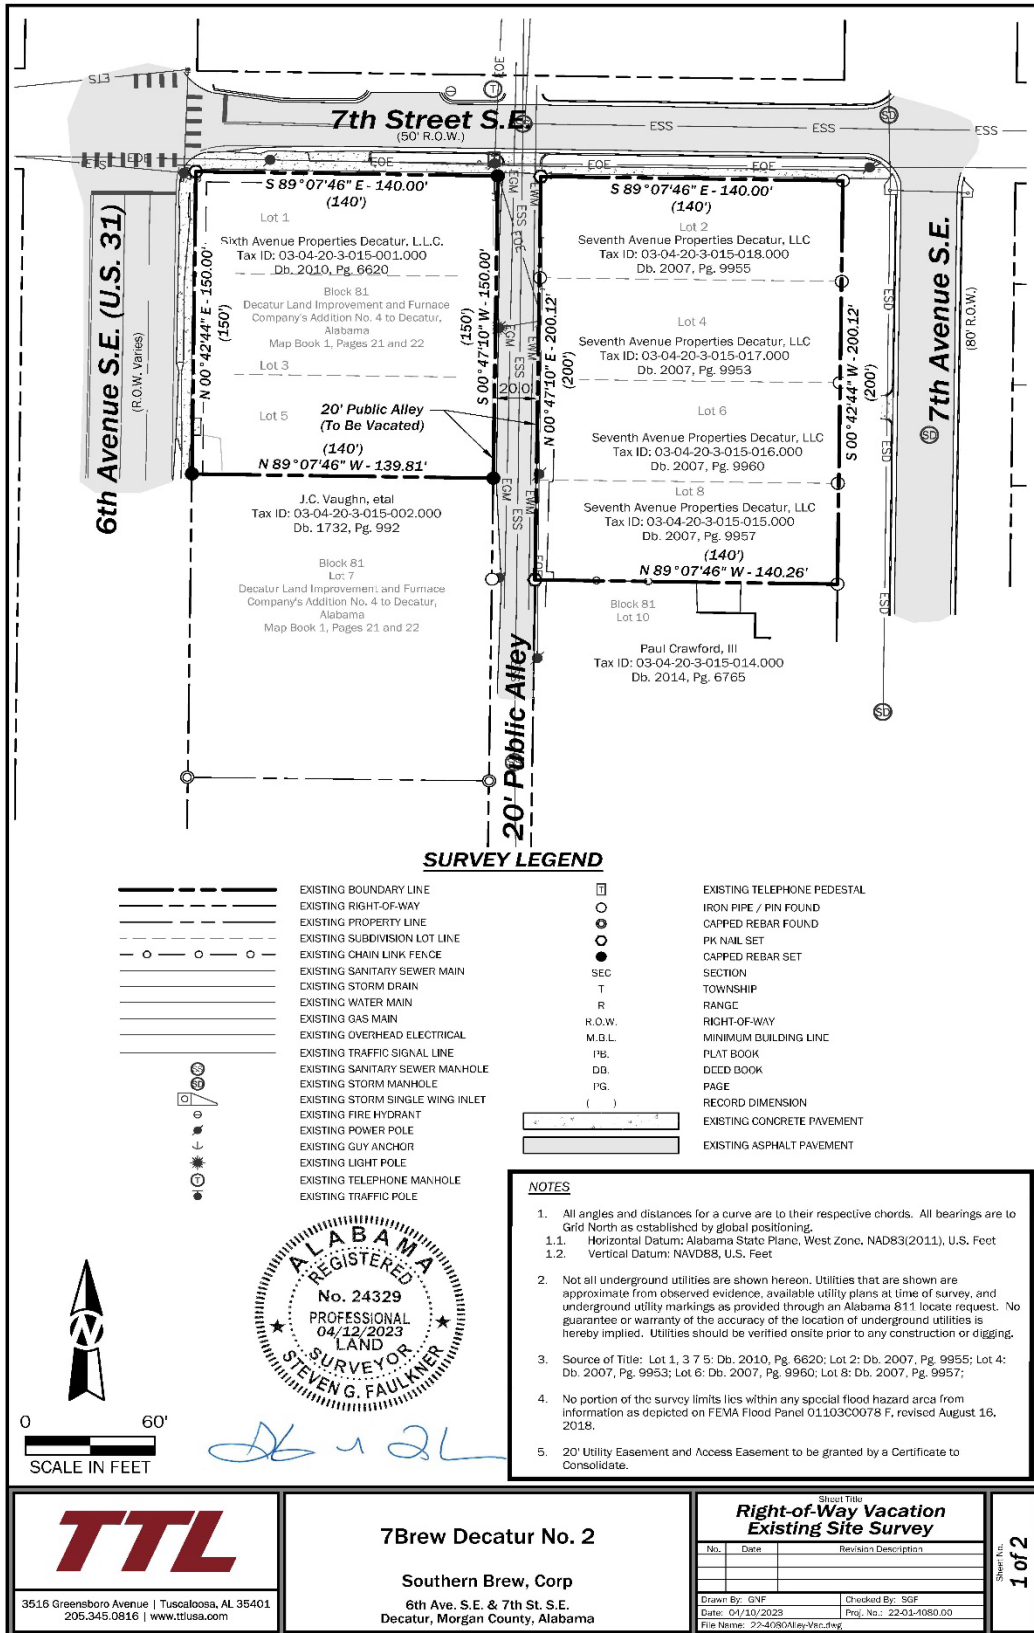 ETS
EOE
T
7th Street S.E.
(50' R.O.W.)
ESS
ESS
ESS
SD
ETS
EOE
EOE
EOE
EOE
S 89°07'46" E - 140.00'
(140')
S 89°07'46" E - 140.00'
(140')
EGM
ESS
EOE
EWM
6th Avenue S.E. (U.S. 31)
(R.O.W. Varies)
7th Avenue S.E.
(80' R.O.W.)
Lot 1
Sixth Avenue Properties Decatur, L.L.C.
Tax ID: 03-04-20-3-015-001.000
Db. 2010, Pg. 6620
Block 81
Decatur Land Improvement and Furnace
Company's Addition No. 4 to Decatur,
Alabama
Map Book 1, Pages 21 and 22
Lot 3
Lot 5
N 00°42'44" E - 150.00'
(150')
S 00°47'10" W - 150.00'
(150')
20' Public Alley
(To Be Vacated)
(140')
N 89°07'46" W - 139.81'
20.0'
EGM
ESS
EWM
N 00°47'10" E - 200.12'
(200')
Lot 2
Seventh Avenue Properties Decatur, LLC
Tax ID: 03-04-20-3-015-018.000
Db. 2007, Pg. 9955
Lot 4
Seventh Avenue Properties Decatur, LLC
Tax ID: 03-04-20-3-015-017.000
Db. 2007, Pg. 9953
Lot 6
Seventh Avenue Properties Decatur, LLC
Tax ID: 03-04-20-3-015-016.000
Db. 2007, Pg. 9960
Lot 8
Seventh Avenue Properties Decatur, LLC
Tax ID: 03-04-20-3-015-015.000
Db. 2007, Pg. 9957
(140')
N 89°07'46" W - 140.26'
S 00°42'44" W - 200.12'
(200')
ESD
ESD
ESD
SD
SD
J.C. Vaughn, etal
Tax ID: 03-04-20-3-015-002.000
Db. 1732, Pg. 992
Block 81
Lot 7
Decatur Land Improvement and Furnace
Company's Addition No. 4 to Decatur,
Alabama
Map Book 1, Pages 21 and 22
EGM
ESS
EWM
EOE
ESS
Block 81
Lot 10
Paul Crawford, III
Tax ID: 03-04-20-3-015-014.000
Db. 2014, Pg. 6765
20' Public Alley
SURVEY LEGEND
EXISTING BOUNDARY LINE
EXISTING RIGHT-OF-WAY
EXISTING PROPERTY LINE
EXISTING SUBDIVISION LOT LINE
EXISTING CHAIN LINK FENCE
EXISTING SANITARY SEWER MAIN
EXISTING STORM DRAIN
EXISTING WATER MAIN
EXISTING GAS MAIN
EXISTING OVERHEAD ELECTRICAL
EXISTING TRAFFIC SIGNAL LINE
SS EXISTING SANITARY SEWER MANHOLE
SD EXISTING STORM MANHOLE
EXISTING STORM SINGLE WING INLET
EXISTING FIRE HYDRANT
EXISTING POWER POLE
EXISTING GUY ANCHOR
EXISTING LIGHT POLE
T EXISTING TELEPHONE MANHOLE
EXISTING TRAFFIC POLE
T EXISTING TELEPHONE PEDESTAL
IRON PIPE / PIN FOUND
CAPPED REBAR FOUND
PK NAIL SET
CAPPED REBAR SET
SEC SECTION
T TOWNSHIP
R RANGE
R.O.W. RIGHT-OF-WAY
M.B.L. MINIMUM BUILDING LINE
PB. PLAT BOOK
DB. DEED BOOK
PG. PAGE
( ) RECORD DIMENSION
EXISTING CONCRETE PAVEMENT
EXISTING ASPHALT PAVEMENT
NOTES
1. All angles and distances for a curve are to their respective chords. All bearings are to
Grid North as established by global positioning.
1.1. Horizontal Datum: Alabama State Plane, West Zone, NAD83(2011), U.S. Feet
1.2. Vertical Datum: NAVD88, U.S. Feet
2. Not all underground utilities are shown hereon. Utilities that are shown are
approximate from observed evidence, available utility plans at time of survey, and
underground utility markings as provided through an Alabama 811 locate request. No
guarantee or warranty of the accuracy of the location of underground utilities is
hereby implied. Utilities should be verified onsite prior to any construction or digging.
3. Source of Title: Lot 1, 3 7 5: Db. 2010, Pg. 6620; Lot 2: Db. 2007, Pg. 9955; Lot 4:
Db. 2007, Pg. 9953; Lot 6: Db. 2007, Pg. 9960; Lot 8: Db. 2007, Pg. 9957;
4. No portion of the survey limits lies within any special flood hazard area from
information as depicted on FEMA Flood Panel 01103C0078 F, revised August 16,
2018.
5. 20' Utility Easement and Access Easement to be granted by a Certificate to
Consolidate.
ALABAMA
REGISTERED
No. 24329
PROFESSIONAL
04/12/2023
LAND
SURVEYOR
STEVEN G. FAULKNER
N
0 60'
SCALE IN FEET
TTL
3516 Greensboro Avenue | Tuscaloosa, AL 35401
205.345.0816 | www.ttlusa.com
7Brew Decatur No. 2
Southern Brew, Corp
6th Ave. S.E. & 7th St. S.E.
Decatur, Morgan County, Alabama
Sheet Title
Right-of-Way Vacation
Existing Site Survey
No. Date Revision Description
Drawn By: GNF Checked By: SGF
Date: 04/10/2023 Proj. No.: 22-01-4080.00
File Name: 22-4080Alley-Vac.dwg
Sheet No.
1 of 2